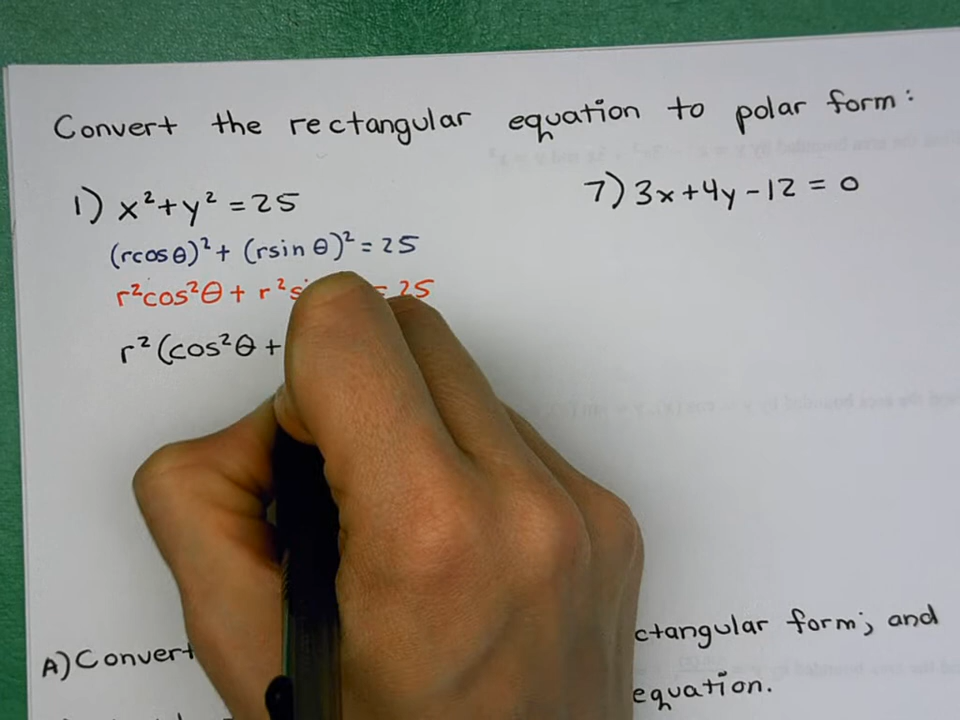 Convert the rectangular equation to polar form:
1) x²+y² = 25
(rcosθ)² + (rsin θ)² = 25
r²cos²θ + r²s = 25
r²(cos²θ +
7) 3x+4y-12 = 0
A) Convert ctangular form; and
equation.